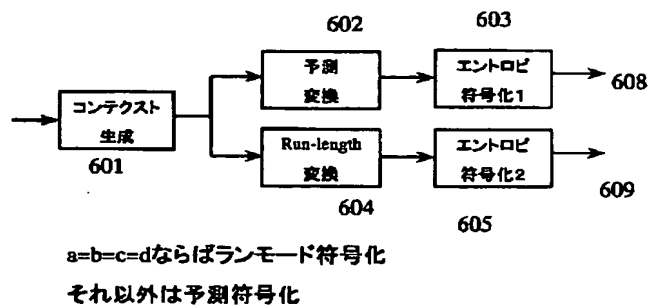 602
603
予測
変換
エントロピ
符号化1
608
コンテクスト
生成
601
Run-length
変換
604
エントロピ
符号化2
605
609
a=b=c=dならばランモード符号化
それ以外は予測符号化